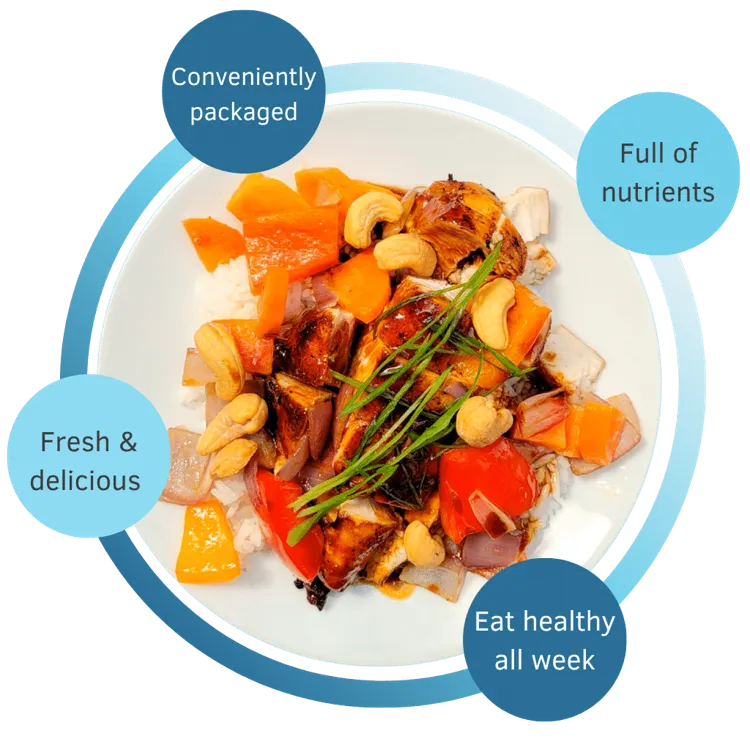 Conveniently
packaged
Full of
nutrients
Fresh &
delicious
Eat healthy
all week